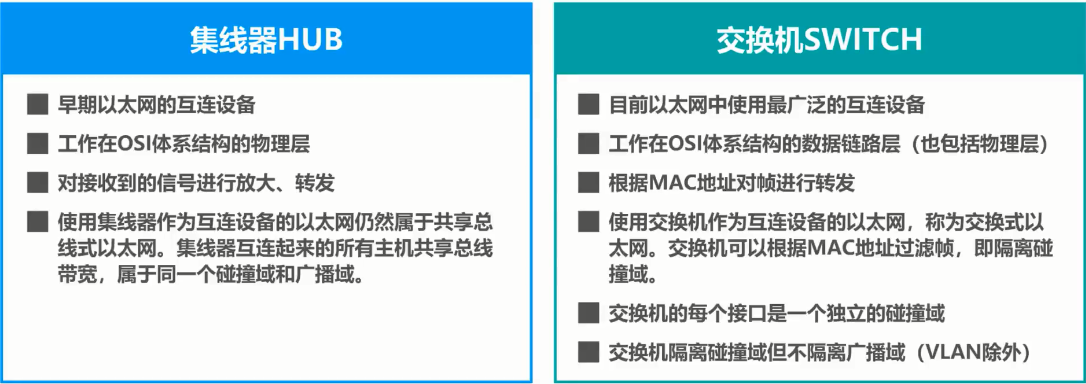 集线器HUB
早期以太网的互连设备
工作在OSI体系结构的物理层
对接收到的信号进行放大、转发
使用集线器作为互连设备的以太网仍然属于共享总
线式以太网。集线器互连起来的所有主机共享总线
带宽，属于同一个碰撞域和广播域。
交换机SWITCH
目前以太网中使用最广泛的互连设备
工作在OSI体系结构的数据链路层（也包括物理层）
根据MAC地址对帧进行转发
使用交换机作为互连设备的以太网，称为交换式以
太网。交换机可以根据MAC地址过滤帧，即隔离碰
撞域。
交换机的每个接口是一个独立的碰撞域
交换机隔离碰撞域但不隔离广播域（VLAN除外）